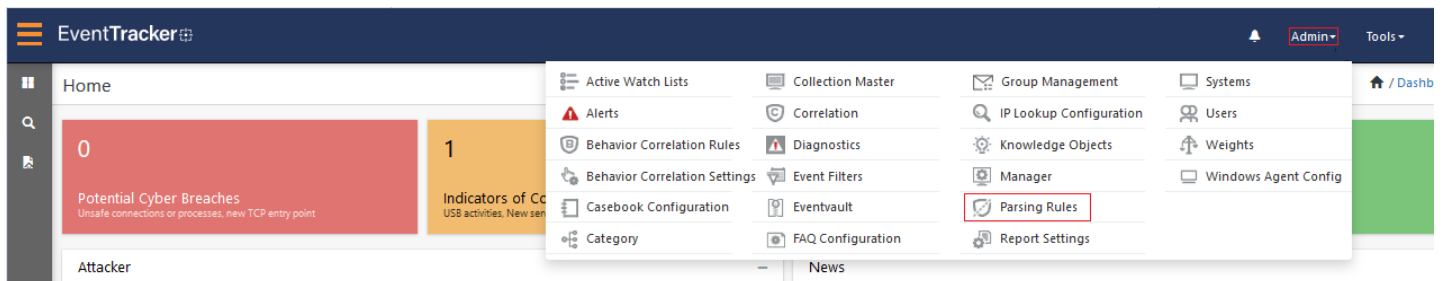 EventTracker
Admin
Tools
Home
/ Dashb
0
Potential Cyber Breaches
Unsafe connections or processes, new TCP entry point
1
Indicators of Co
USB activities, New serv
Active Watch Lists
Collection Master
Group Management
Systems
Alerts
Correlation
IP Lookup Configuration
Users
Behavior Correlation Rules
Diagnostics
Knowledge Objects
Weights
Behavior Correlation Settings
Event Filters
Manager
Windows Agent Config
Casebook Configuration
Eventvault
Parsing Rules
Category
FAQ Configuration
Report Settings
Attacker
News